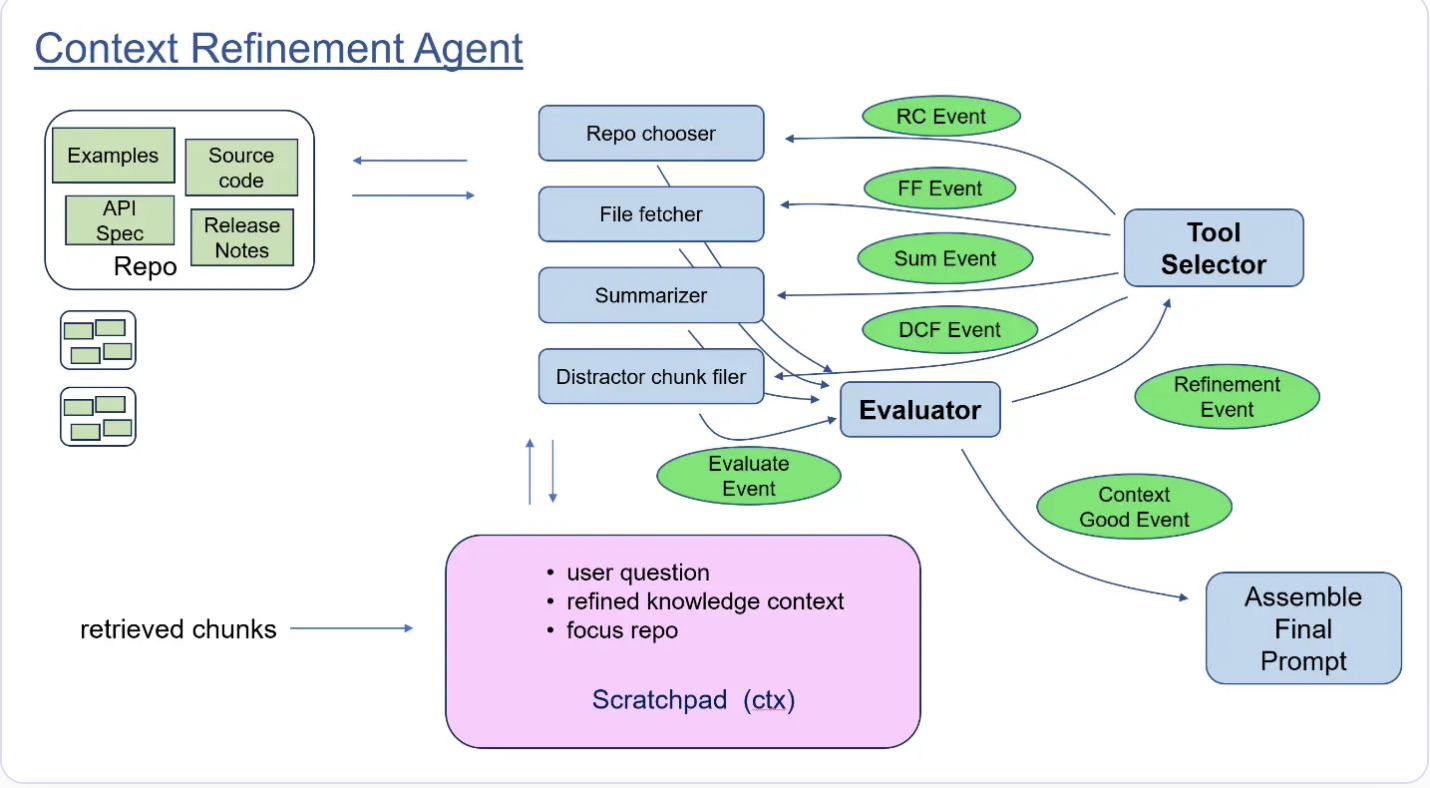 Context Refinement Agent
Examples
Source
code
API
Spec
Release
Notes
Repo
Repo chooser
File fetcher
Summarizer
Distractor chunk filer
RC Event
FF Event
Sum Event
DCF Event
Tool
Selector
Evaluator
Refinement
Event
Evaluate
Event
Context
Good Event
Assemble
Final
Prompt
retrieved chunks
• user question
• refined knowledge context
• focus repo
Scratchpad (ctx)